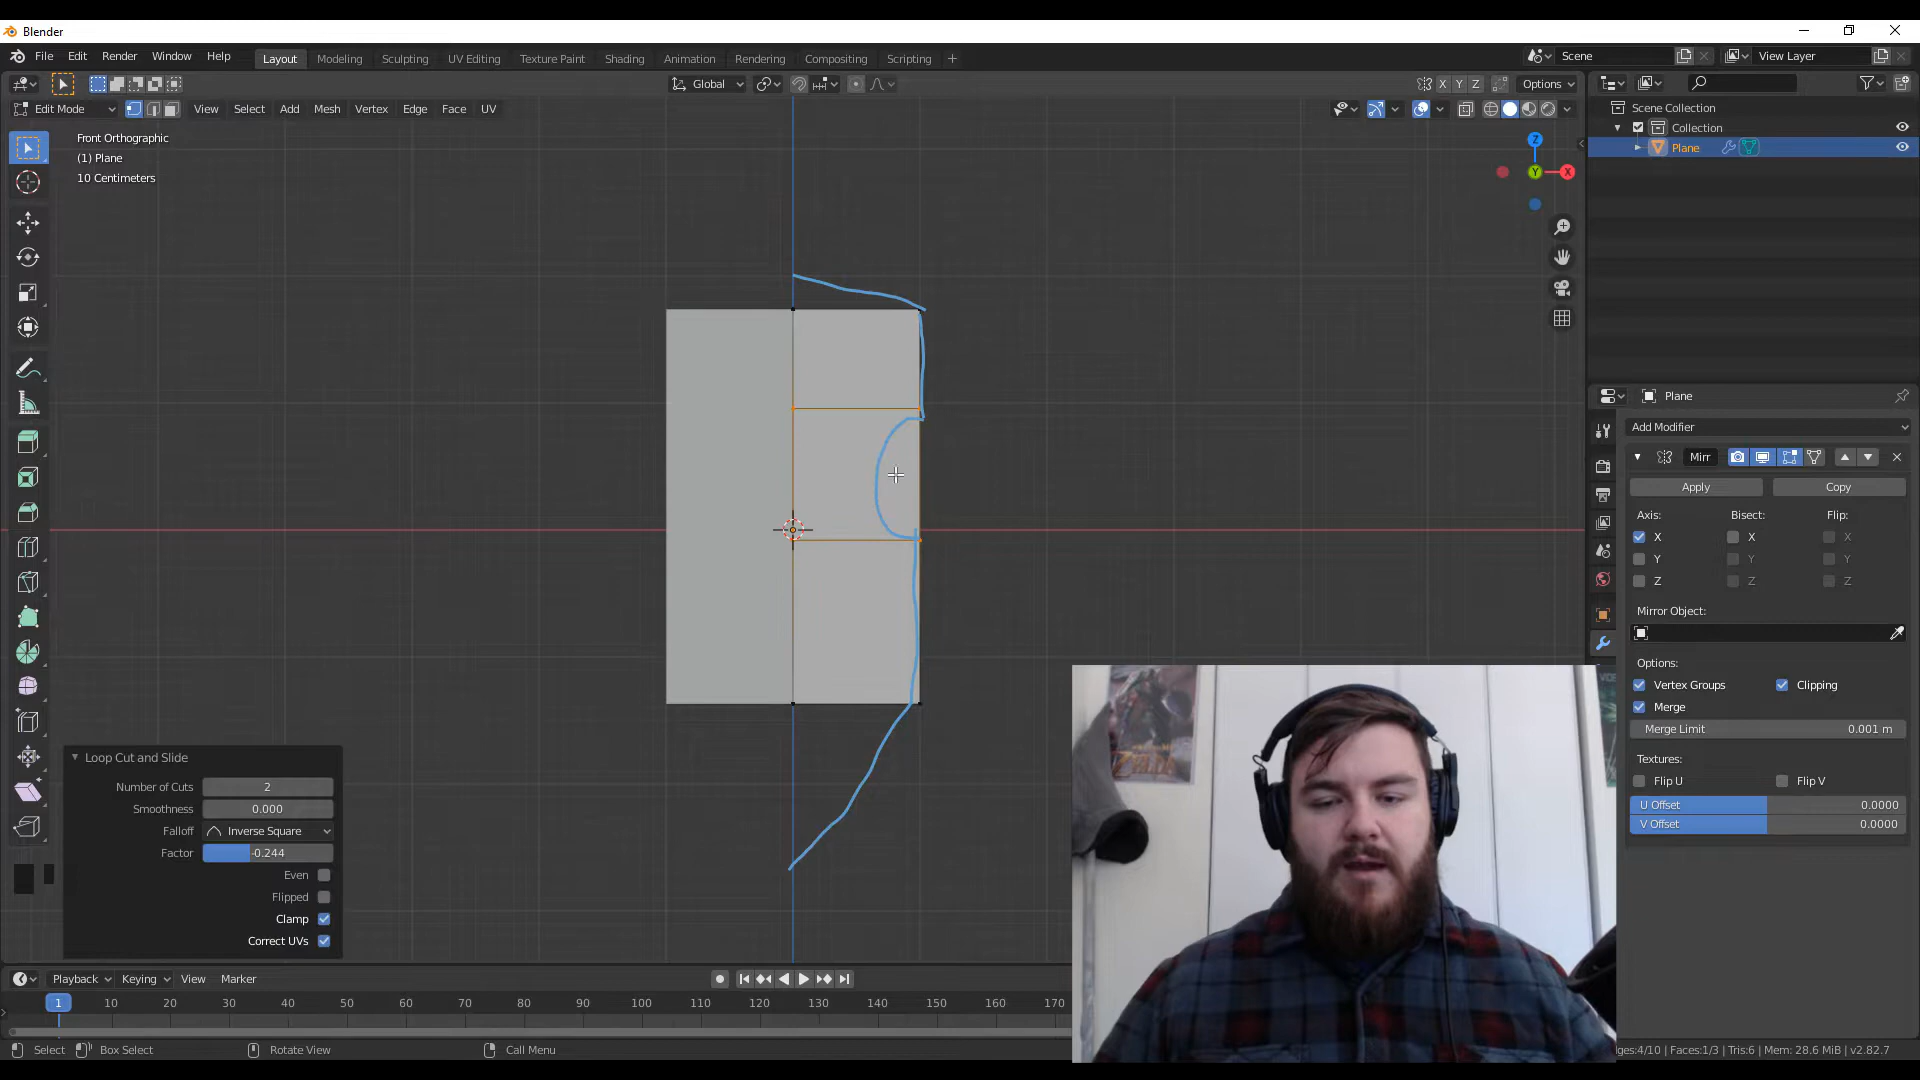 Blender
File Edit Render Window Help
Layout Modeling Sculpting UV Editing Texture Paint Shading Animation Rendering Compositing Scripting +
Scene
View Layer
Global
X Y Z
Options
Edit Mode View Select Add Mesh Vertex Edge Face UV
Front Orthographic
(1) Plane
10 Centimeters
Z
Y
X
Scene Collection
Collection
Plane
Plane
Add Modifier
Mirr
Apply Copy
Axis: Bisect: Flip:
X X X
Y Y Y
Z Z Z
Mirror Object:
Options:
Vertex Groups Clipping
Merge
Merge Limit 0.001 m
Textures:
Flip U Flip V
U Offset 0.0000
V Offset 0.0000
Loop Cut and Slide
Number of Cuts 2
Smoothness 0.000
Falloff Inverse Square
Factor -0.244
Even
Flipped
Clamp
Correct UVs
ZELDA
Playback Keying View Marker
1 10 20 30 40 50 60 70 80 90 100 110 120 130 140 150 160 170
Select Box Select Rotate View Call Menu
dges:4/10 | Faces:1/3 | Tris:6 | Mem: 28.6 MiB | v2.82.7